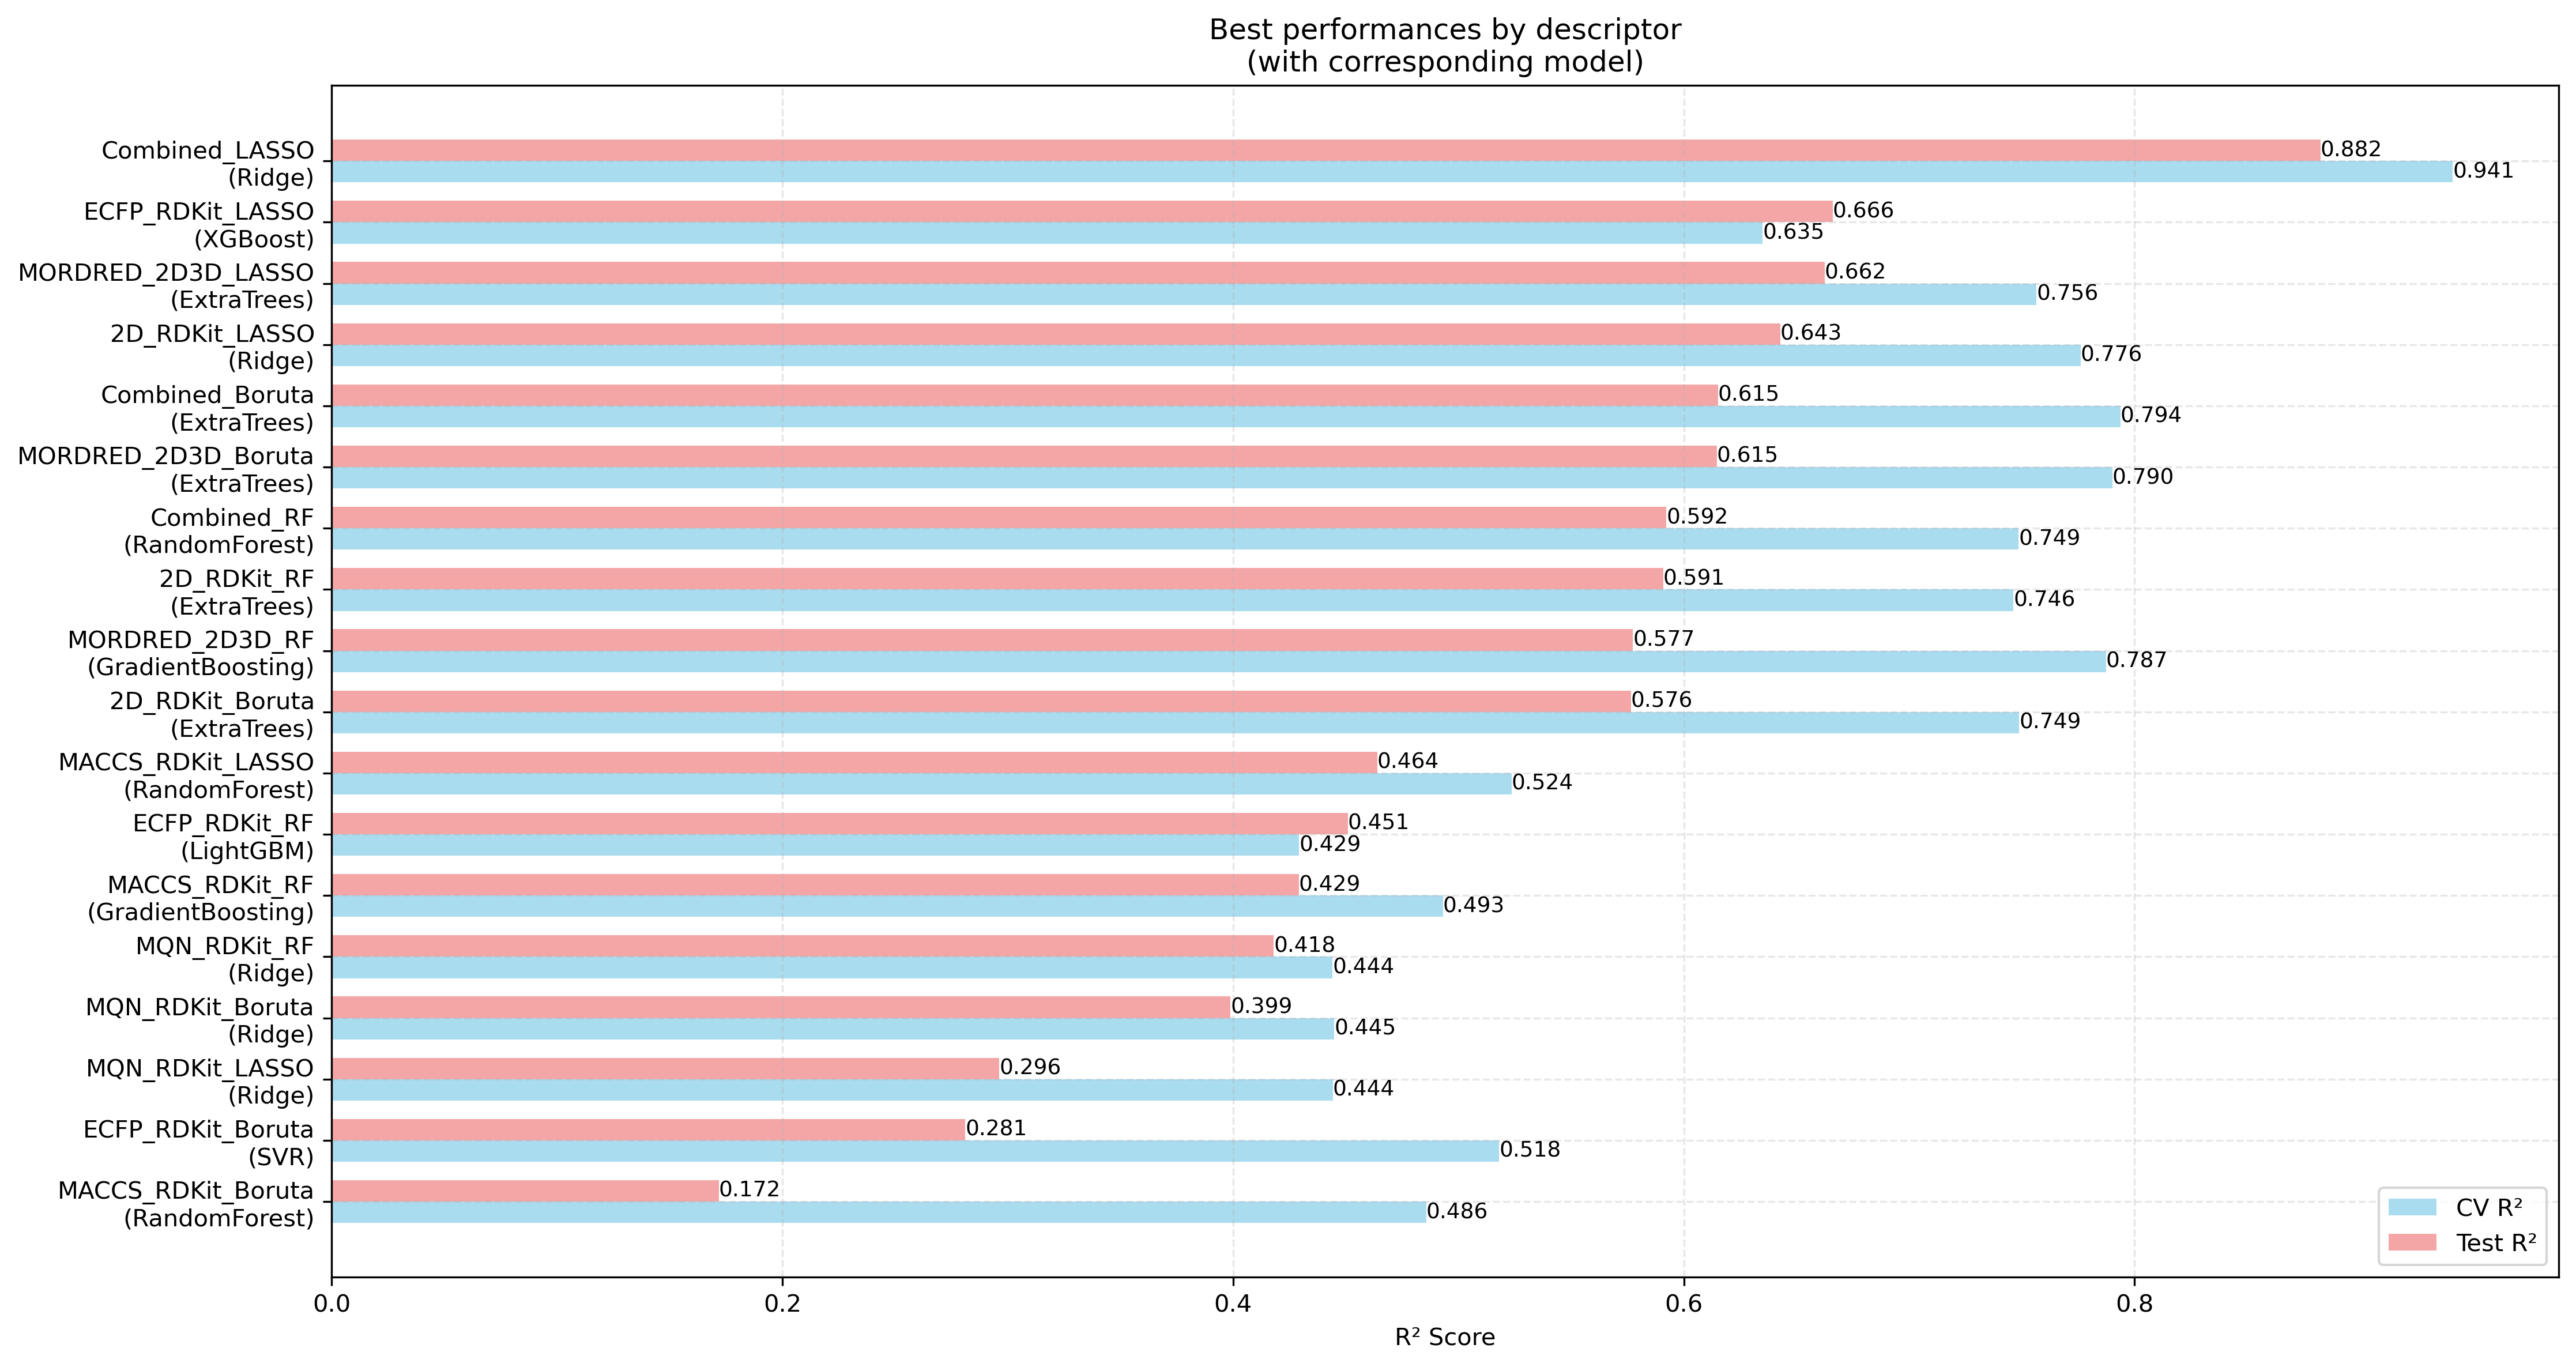 Best performances by descriptor
(with corresponding model)
Combined_LASSO
(Ridge)
0.882
0.941
ECFP_RDKit_LASSO
(XGBoost)
0.666
0.635
MORDRED_2D3D_LASSO
(ExtraTrees)
0.662
0.756
2D_RDKit_LASSO
(Ridge)
0.643
0.776
Combined_Boruta
(ExtraTrees)
0.615
0.794
MORDRED_2D3D_Boruta
(ExtraTrees)
0.615
0.790
Combined_RF
(RandomForest)
0.592
0.749
2D_RDKit_RF
(ExtraTrees)
0.591
0.746
MORDRED_2D3D_RF
(GradientBoosting)
0.577
0.787
2D_RDKit_Boruta
(ExtraTrees)
0.576
0.749
MACCS_RDKit_LASSO
(RandomForest)
0.464
0.524
ECFP_RDKit_RF
(LightGBM)
0.451
0.429
MACCS_RDKit_RF
(GradientBoosting)
0.429
0.493
MQN_RDKit_RF
(Ridge)
0.418
0.444
MQN_RDKit_Boruta
(Ridge)
0.399
0.445
MQN_RDKit_LASSO
(Ridge)
0.296
0.444
ECFP_RDKit_Boruta
(SVR)
0.281
0.518
MACCS_RDKit_Boruta
(RandomForest)
0.172
0.486
CV R²
Test R²
0.0 0.2 0.4 0.6 0.8
R² Score